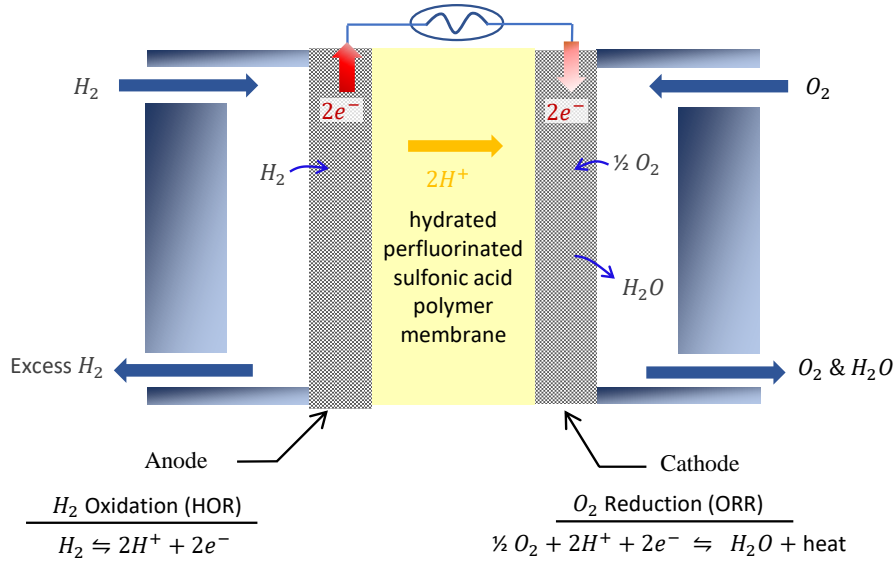 2e⁻
2e⁻
H₂
O₂
H₂
2H⁺
½ O₂
hydrated
perfluorinated
sulfonic acid
polymer
membrane
H₂O
Excess H₂
O₂ & H₂O
Anode
Cathode
H₂ Oxidation (HOR)
H₂ ⇋ 2H⁺ + 2e⁻
O₂ Reduction (ORR)
½ O₂ + 2H⁺ + 2e⁻ ⇋ H₂O + heat